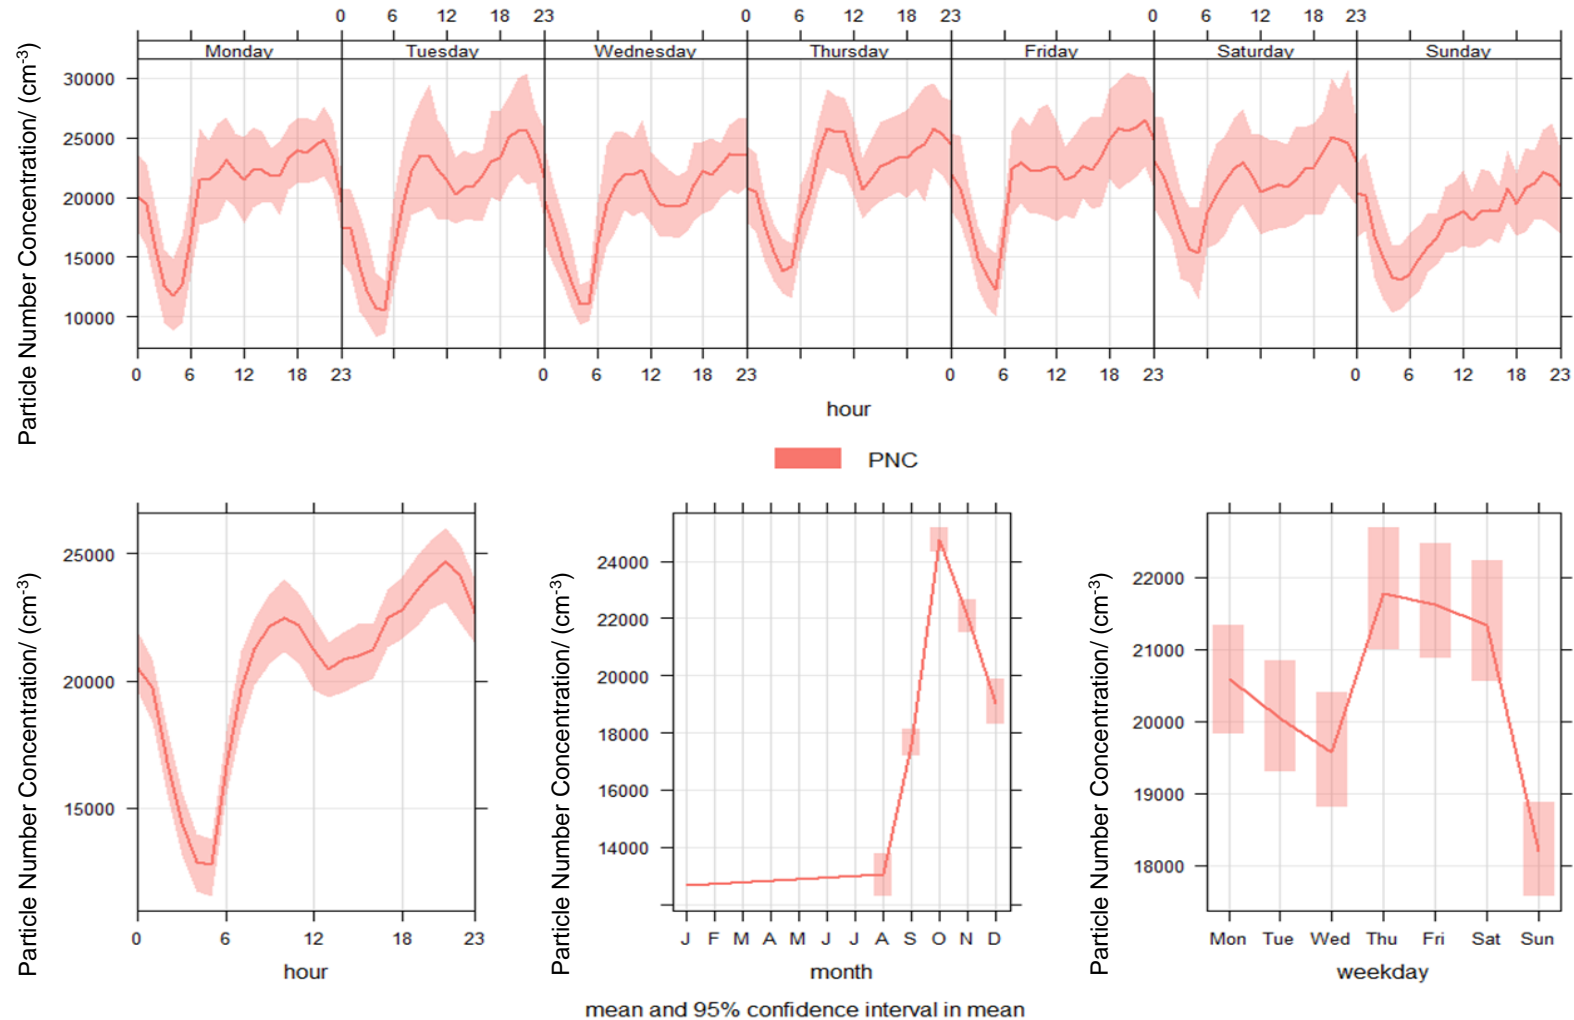 0 6 12 18 23 0 6 12 18 23 0 6 12 18 23
Monday Tuesday Wednesday Thursday Friday Saturday Sunday
Particle Number Concentration/ (cm⁻³)
30000
25000
20000
15000
10000
0 6 12 18 23 0 6 12 18 23 0 6 12 18 23 0 6 12 18 23
hour
PNC
Particle Number Concentration/ (cm⁻³)
25000
20000
15000
0 6 12 18 23
hour
Particle Number Concentration/ (cm⁻³)
24000
22000
20000
18000
16000
14000
J F M A M J J A S O N D
month
Particle Number Concentration/ (cm⁻³)
22000
21000
20000
19000
18000
Mon Tue Wed Thu Fri Sat Sun
weekday
mean and 95% confidence interval in mean